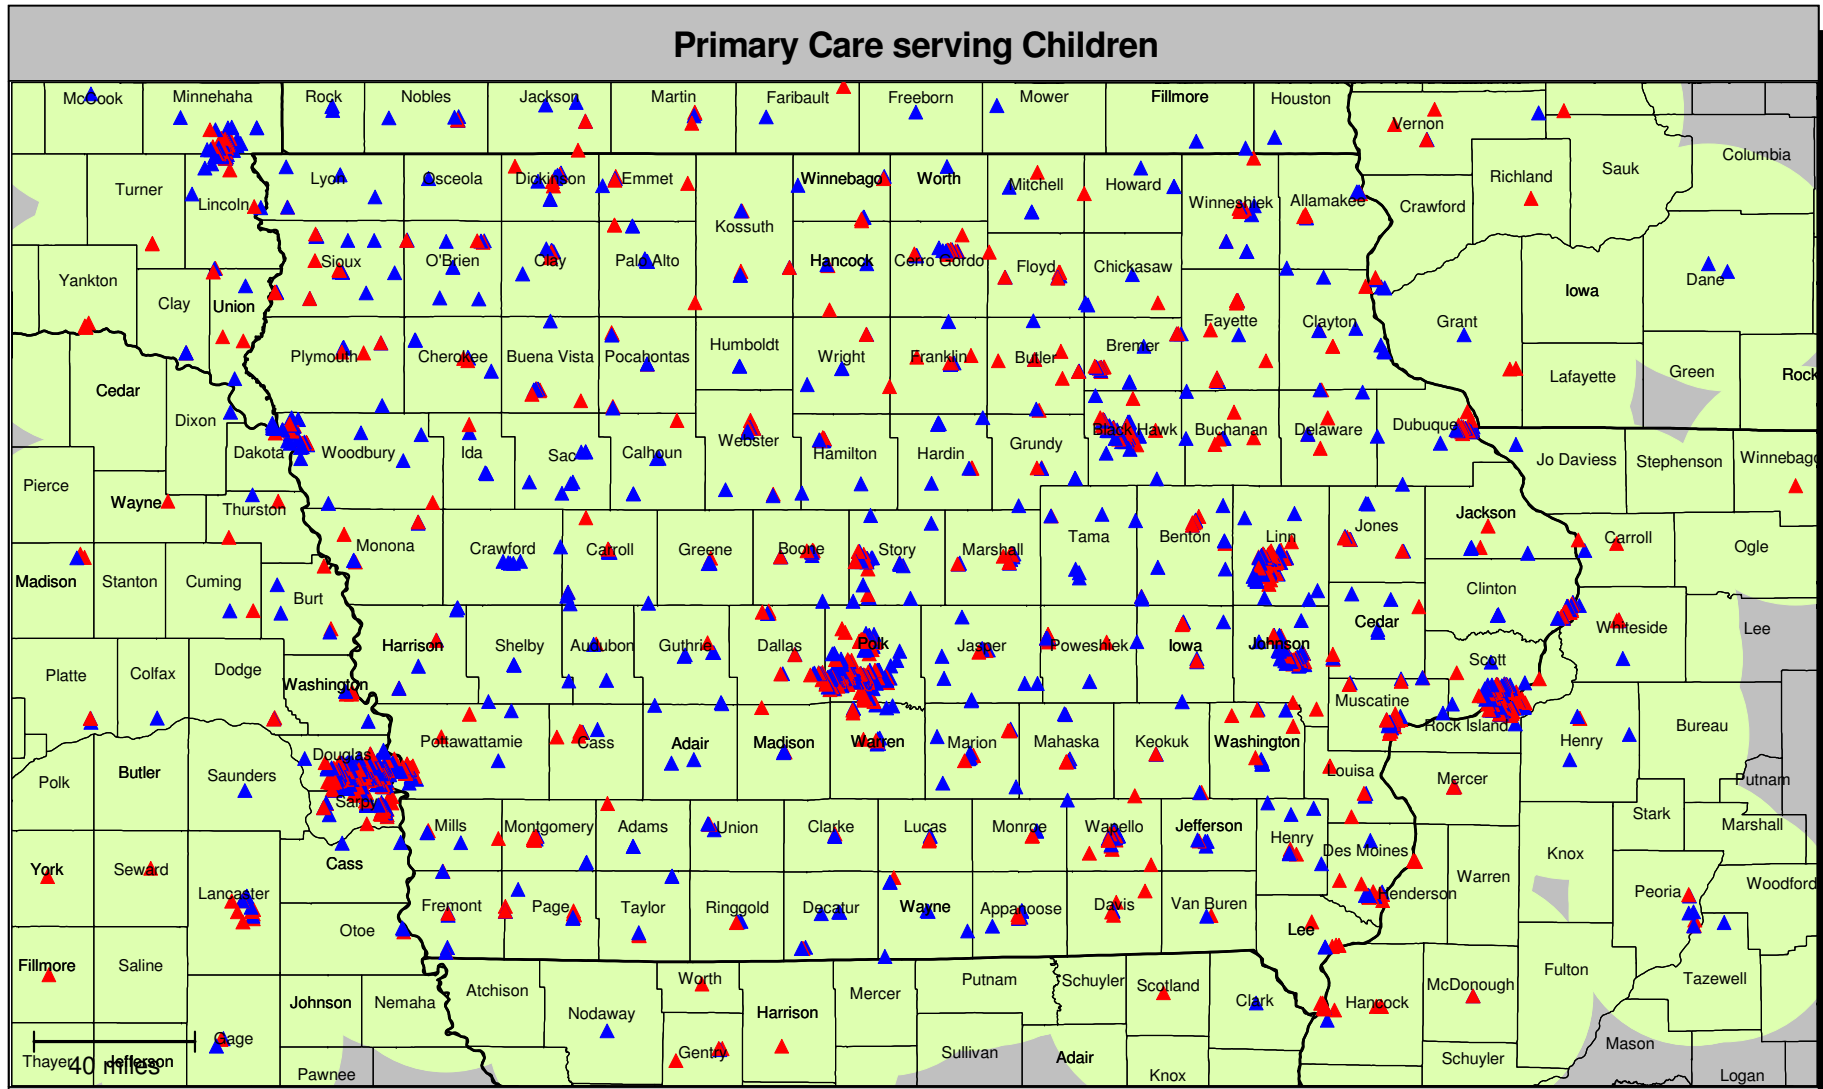 Primary Care serving Children
McCook Minnehaha Rock Nobles Jackson Martin Faribault Freeborn Mower Fillmore Houston
Vernon Columbia
Turner Lyon Osceola Dickinson Emmet Winnebago Worth Mitchell Howard Richland Sauk
Lincoln Kossuth Winneshiek Allamakee Crawford
Yankton Sioux O'Brien Clay Palo Alto Hancock Cerro Gordo Floyd Chickasaw Dane
Clay Union Iowa
Plymouth Cherokee Buena Vista Pocahontas Humboldt Wright Franklin Butler Bremer Fayette Clayton Grant
Cedar Lafayette Green Rock
Dixon Webster Black Hawk Buchanan Delaware Dubuque
Dakota Woodbury Ida Sac Calhoun Hamilton Hardin Grundy Jo Daviess Stephenson Winnebago
Pierce
Wayne Thurston Jackson
Monona Crawford Carroll Greene Boone Story Marshall Tama Benton Linn Jones Carroll Ogle
Madison Stanton Cuming Burt Clinton
Harrison Shelby Audubon Guthrie Dallas Polk Jasper Poweshiek Iowa Johnson Cedar Whiteside Lee
Platte Colfax Dodge Washington Scott
Muscatine Rock Island Bureau
Douglas Pottawattamie Cass Adair Madison Warren Marion Mahaska Keokuk Washington Henry
Polk Butler Saunders Louisa Mercer Putnam
Sarpy Stark Marshall
Mills Montgomery Adams Union Clarke Lucas Monroe Wapello Jefferson Henry Des Moines Knox
York Seward Cass Warren
Lancaster Henderson Peoria Woodford
Fremont Page Taylor Ringgold Decatur Wayne Appanoose Davis Van Buren
Otoe Lee
Fillmore Saline Fulton Tazewell
Johnson Nemaha Atchison Worth Mercer Putnam Schuyler Scotland Clark Hancock McDonough
Nodaway Harrison
Gage Gentry Sullivan Adair Schuyler Mason
Thayer Jefferson
40 miles
Pawnee Knox Logan